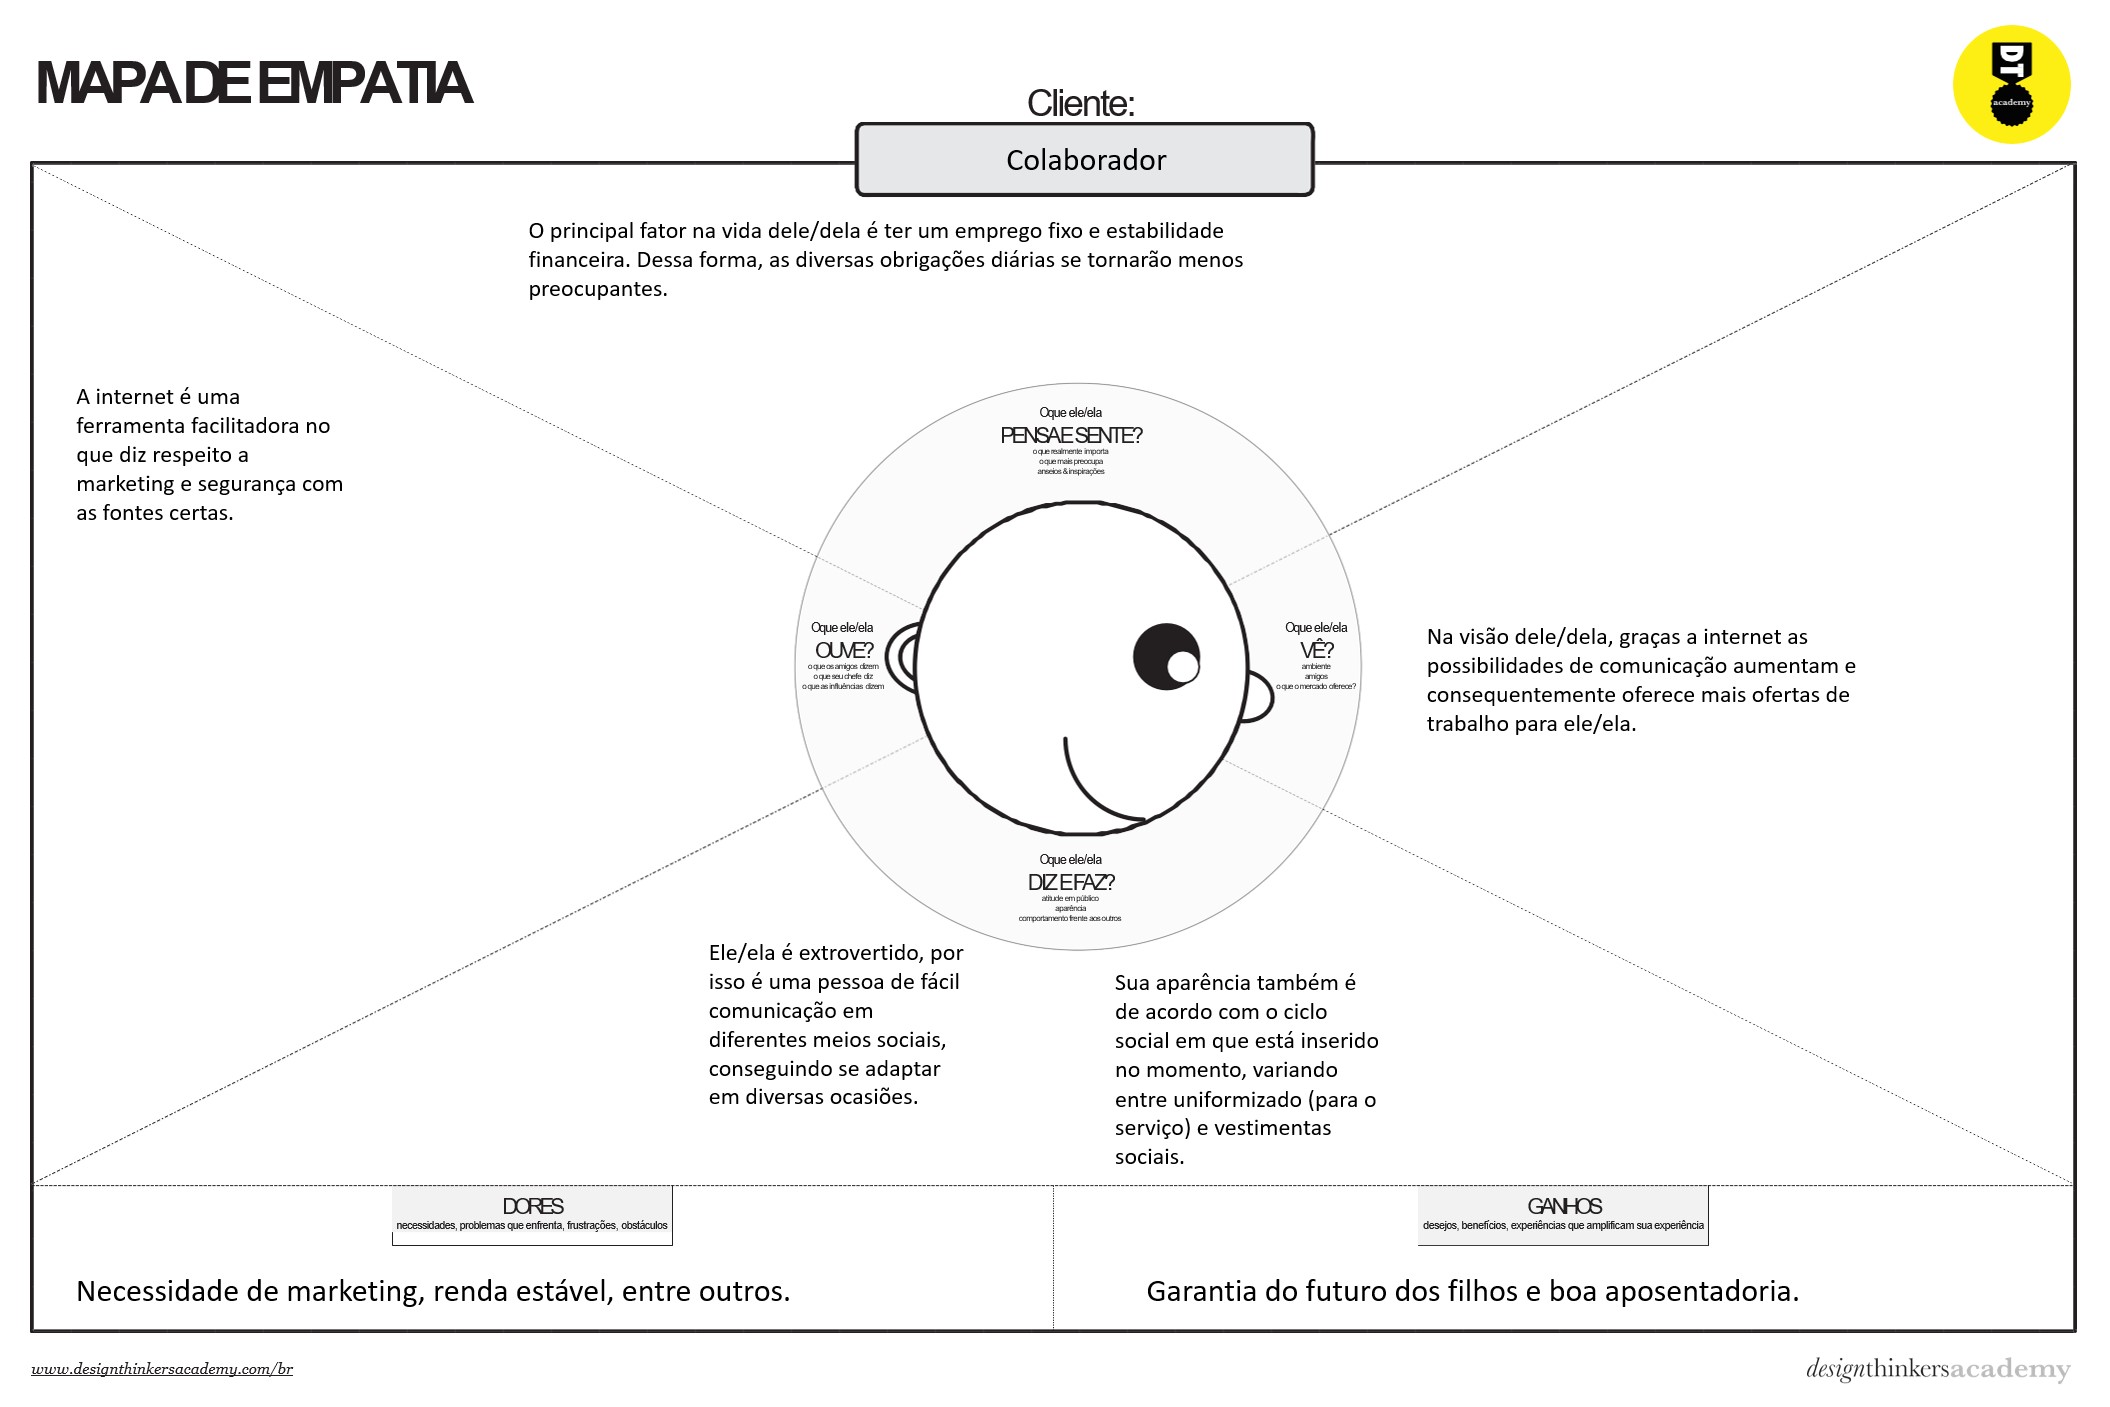 MAPA DE EMPATIA
DT
academy
Cliente:
Colaborador
O principal fator na vida dele/dela é ter um emprego fixo e estabilidade
financeira. Dessa forma, as diversas obrigações diárias se tornarão menos
preocupantes.
A internet é uma
ferramenta facilitadora no
que diz respeito a
marketing e segurança com
as fontes certas.
Oque ele/ela
PENSA E SENTE?
o que realmente importa
o que mais preocupa
anseios & inspirações
Oque ele/ela
OUVE?
o que os amigos dizem
o que seu chefe diz
o que as influências dizem
Oque ele/ela
VÊ?
ambiente
amigos
o que o mercado oferece?
Na visão dele/dela, graças a internet as
possibilidades de comunicação aumentam e
consequentemente oferece mais ofertas de
trabalho para ele/ela.
Oque ele/ela
DIZ E FAZ?
atitude em público
aparência
comportamento frente aos outros
Ele/ela é extrovertido, por
isso é uma pessoa de fácil
comunicação em
diferentes meios sociais,
conseguindo se adaptar
em diversas ocasiões.
Sua aparência também é
de acordo com o ciclo
social em que está inserido
no momento, variando
entre uniformizado (para o
serviço) e vestimentas
sociais.
DORES
necessidades, problemas que enfrenta, frustrações, obstáculos
Necessidade de marketing, renda estável, entre outros.
GANHOS
desejos, benefícios, experiências que amplificam sua experiência
Garantia do futuro dos filhos e boa aposentadoria.
www.designthinkersacademy.com/br
designthinkersacademy